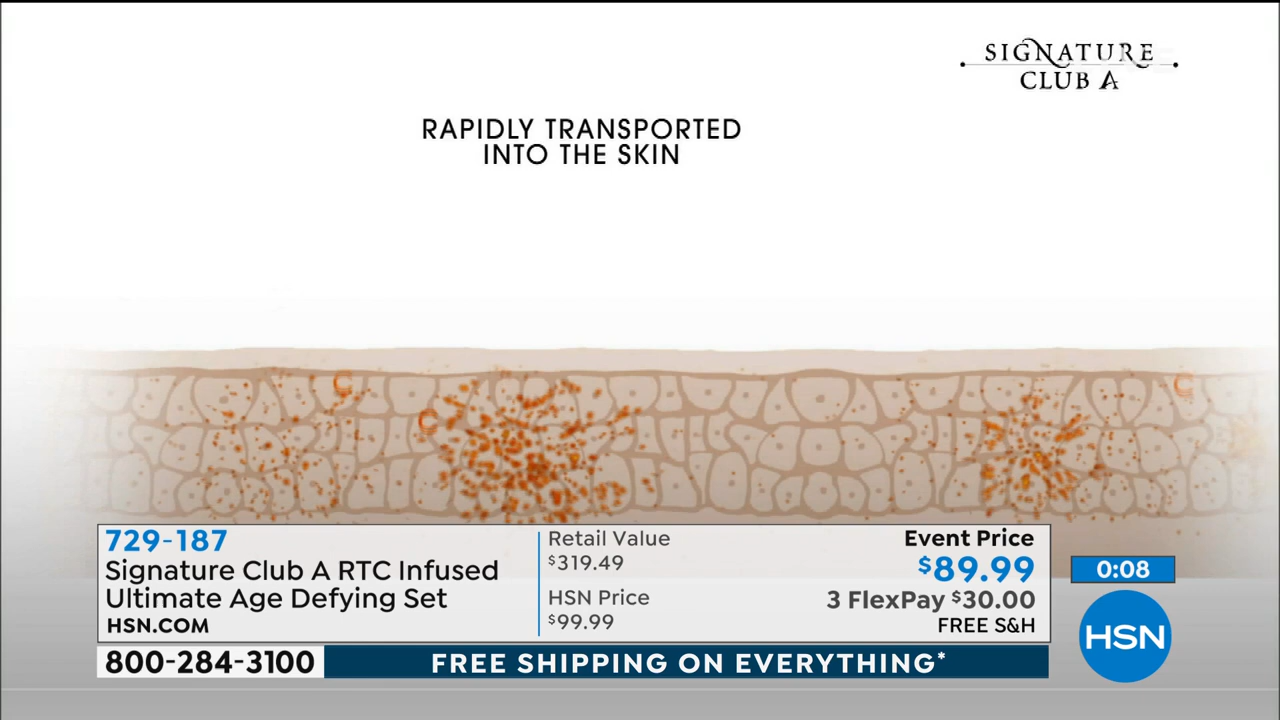 SIGNATURE
CLUB A
RAPIDLY TRANSPORTED
INTO THE SKIN
C
C
C
729-187
Signature Club A RTC Infused
Ultimate Age Defying Set
HSN.COM
Retail Value
$319.49
HSN Price
$99.99
Event Price
$89.99
3 FlexPay $30.00
FREE S&H
0:08
HSN
800-284-3100
FREE SHIPPING ON EVERYTHING*